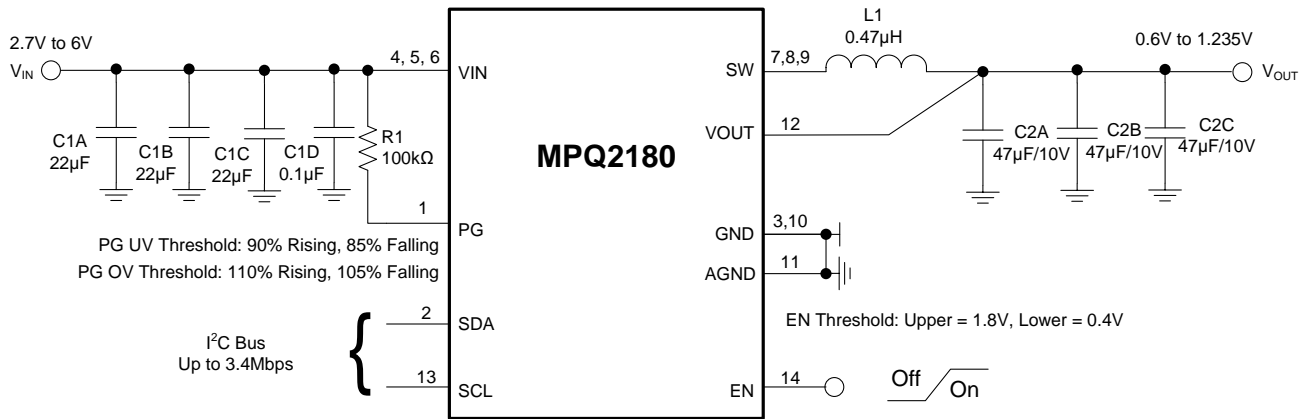 2.7V to 6V
V_IN
4, 5, 6
VIN
C1A
22µF
C1B
22µF
C1C
22µF
C1D
0.1µF
R1
100kΩ
1
PG
PG UV Threshold: 90% Rising, 85% Falling
PG OV Threshold: 110% Rising, 105% Falling
2
SDA
I²C Bus
Up to 3.4Mbps
13
SCL
MPQ2180
SW
7,8,9
L1
0.47µH
0.6V to 1.235V
V_OUT
VOUT
12
C2A
47µF/10V
C2B
47µF/10V
C2C
47µF/10V
GND
3,10
AGND
11
EN Threshold: Upper = 1.8V, Lower = 0.4V
EN
14
Off
On